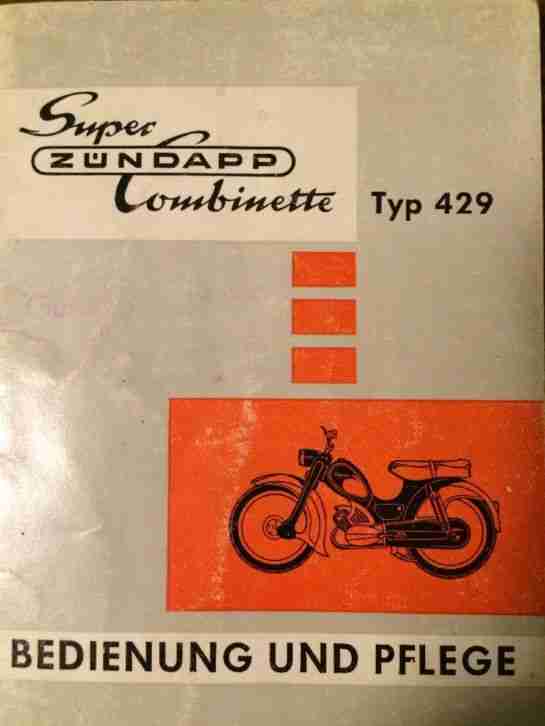 Super
ZÜNDAPP
Combinette
Typ 429
BEDIENUNG UND PFLEGE